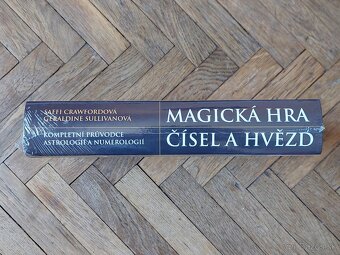 SAFFI CRAWFORDOVÁ
GERALDINE SULLIVANOVÁ
KOMPLETNÍ PRŮVODCE
ASTROLOGIÍ A NUMEROLOGIÍ
MAGICKÁ HRA
ČÍSEL A HVĚZD